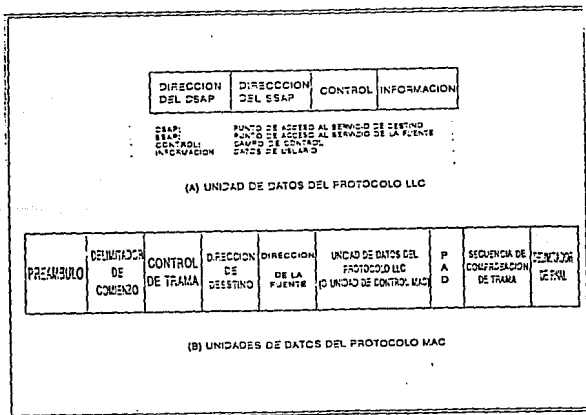 DIRECCION DEL DSAP
DIRECCCION DEL SSAP
CONTROL
INFORMACION
DSAP: PUNTO DE ACCESO AL SERVICIO DE DESTINO
SSAP: PUNTO DE ACCESO AL SERVICIO DE LA FUENTE
CONTROL: CAMPO DE CONTROL
INFORMACION DATOS DE USUARIO
(A) UNIDAD DE DATOS DEL PROTOCOLO LLC
PREAMBULO
DELIMITADOR DE COMIENZO
CONTROL DE TRAMA
DIRECCION DE DESSTINO
DIRECCION DE LA FUENTE
UNIDAD DE DATOS DEL PROTOCOLO LLC (O UNIDAD DE CONTROL MAC)
PAD
SECUENCIA DE COMPROBACION DE TRAMA
DELIMITADOR DE FINAL
(B) UNIDADES DE DATOS DEL PROTOCOLO MAC